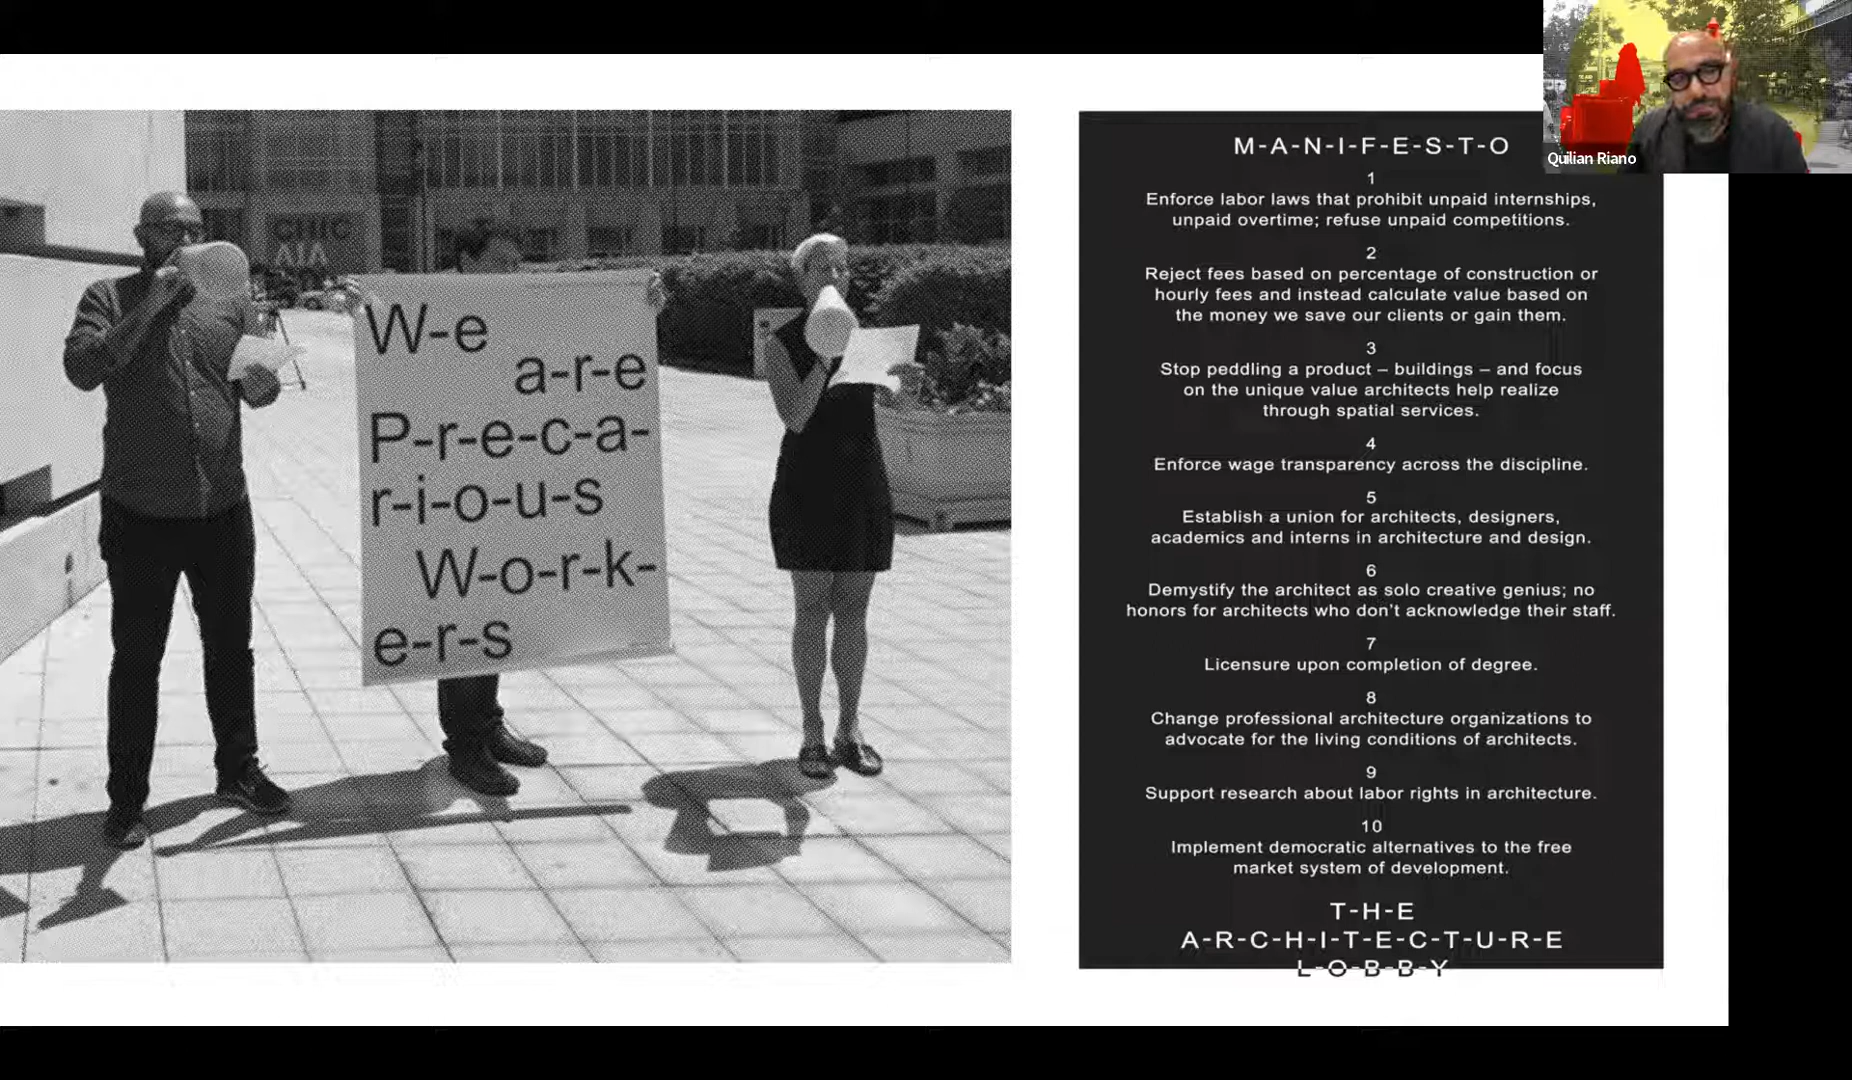 Quilian Riano
CHIC
AIA
W-e
a-r-e
P-r-e-c-a-
r-i-o-u-s
W-o-r-k-
e-r-s
M-A-N-I-F-E-S-T-O
1
Enforce labor laws that prohibit unpaid internships,
unpaid overtime; refuse unpaid competitions.
2
Reject fees based on percentage of construction or
hourly fees and instead calculate value based on
the money we save our clients or gain them.
3
Stop peddling a product – buildings – and focus
on the unique value architects help realize
through spatial services.
4
Enforce wage transparency across the discipline.
5
Establish a union for architects, designers,
academics and interns in architecture and design.
6
Demystify the architect as solo creative genius; no
honors for architects who don't acknowledge their staff.
7
Licensure upon completion of degree.
8
Change professional architecture organizations to
advocate for the living conditions of architects.
9
Support research about labor rights in architecture.
10
Implement democratic alternatives to the free
market system of development.
T-H-E
A-R-C-H-I-T-E-C-T-U-R-E
L-O-B-B-Y